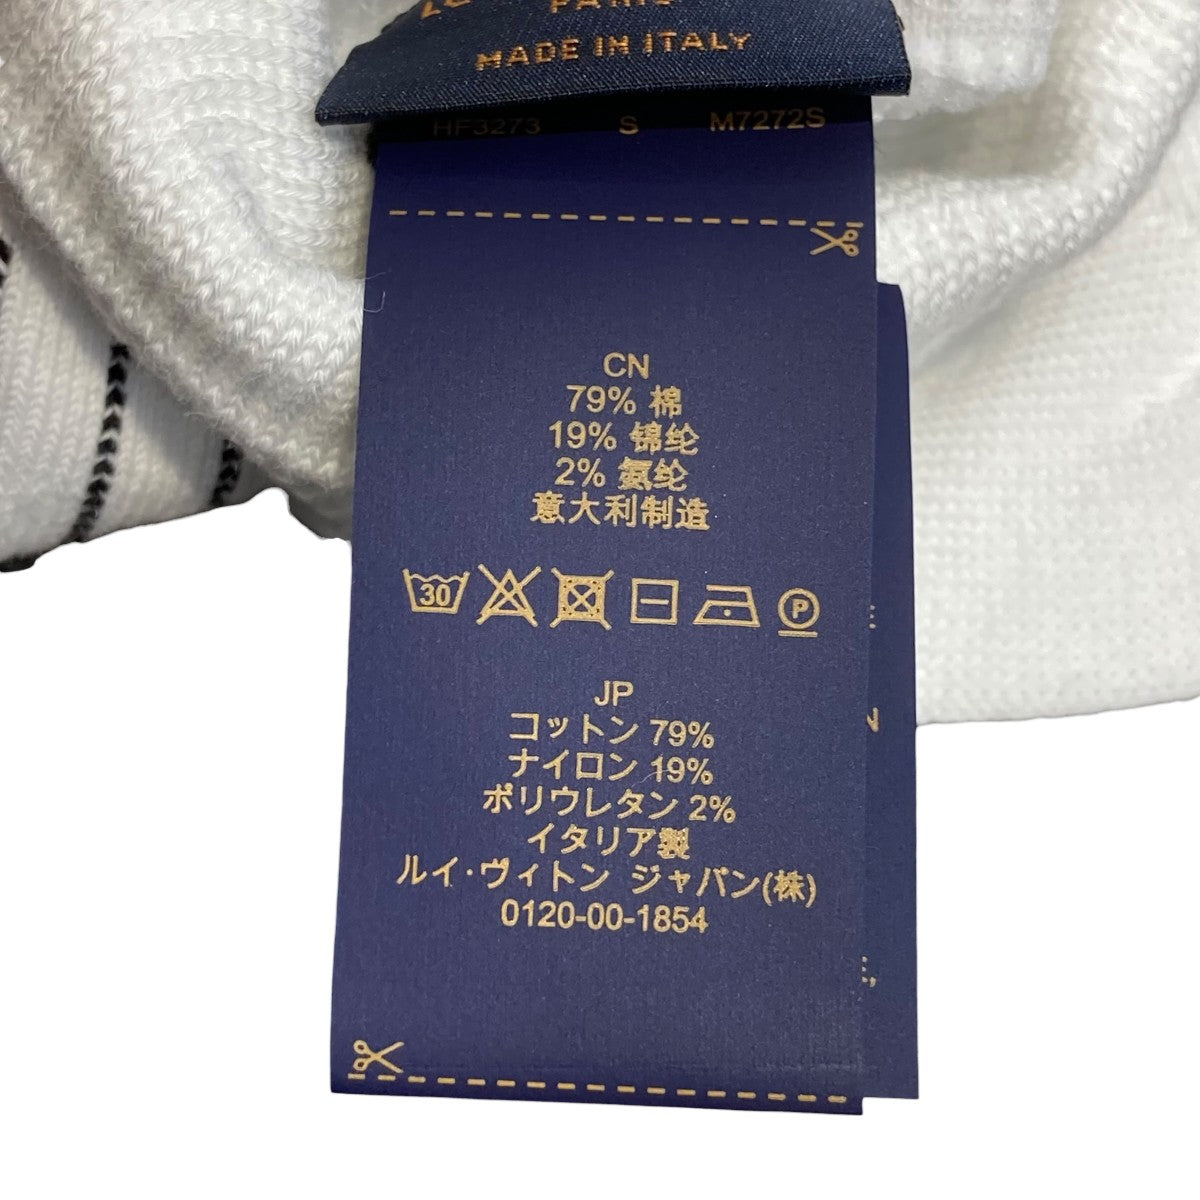 PARIS
MADE IN ITALY
HF3273 S M7272S
CN
79% 棉
19% 锦纶
2% 氨纶
意大利制造
30 P
JP
コットン 79%
ナイロン 19%
ポリウレタン 2%
イタリア製
ルイ・ヴィトン ジャパン(株)
0120-00-1854